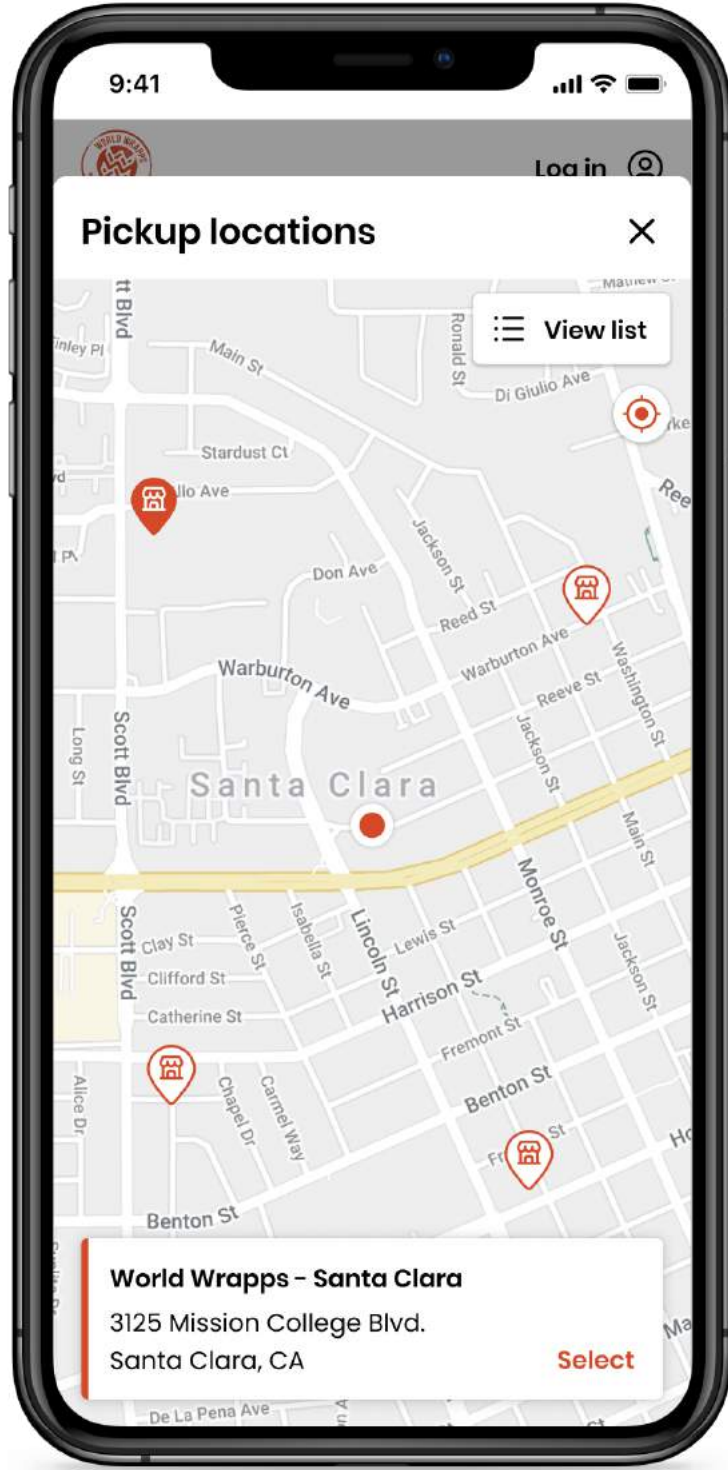 9:41
WORLD WRAPPS
Log in
Pickup locations
View list
Scott Blvd
Main St
Ronald St
Di Giulio Ave
Stardust Ct
llo Ave
Jackson St
Don Ave
Reed St
Warburton Ave
Warburton Ave
Reeve St
Washington St
Long St
Scott Blvd
Jackson St
Santa Clara
Main St
Monroe St
Scott Blvd
Pierce St
Isabella St
Lincoln St
Lewis St
Clay St
Clifford St
Catherine St
Harrison St
Jackson St
Fremont St
Alice Dr
Chapel Dr
Carmel Way
Benton St
St
Benton St
World Wrapps - Santa Clara
3125 Mission College Blvd.
Santa Clara, CA
Select
De La Pena Ave